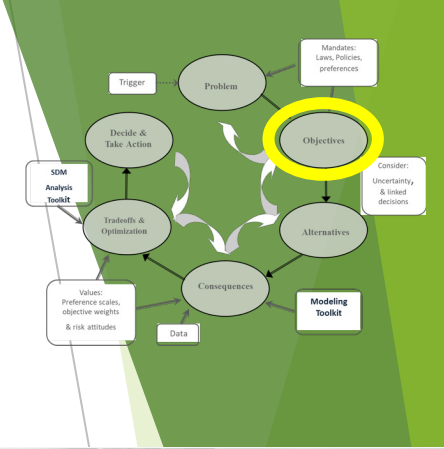 Mandates:
Laws, Policies,
preferences
Trigger
Problem
Decide &
Take Action
Objectives
Consider:
Uncertainty,
& linked
decisions
SDM
Analysis
Toolkit
Tradeoffs &
Optimization
Alternatives
Consequences
Values:
Preference scales,
objective weights
& risk attitudes
Data
Modeling
Toolkit